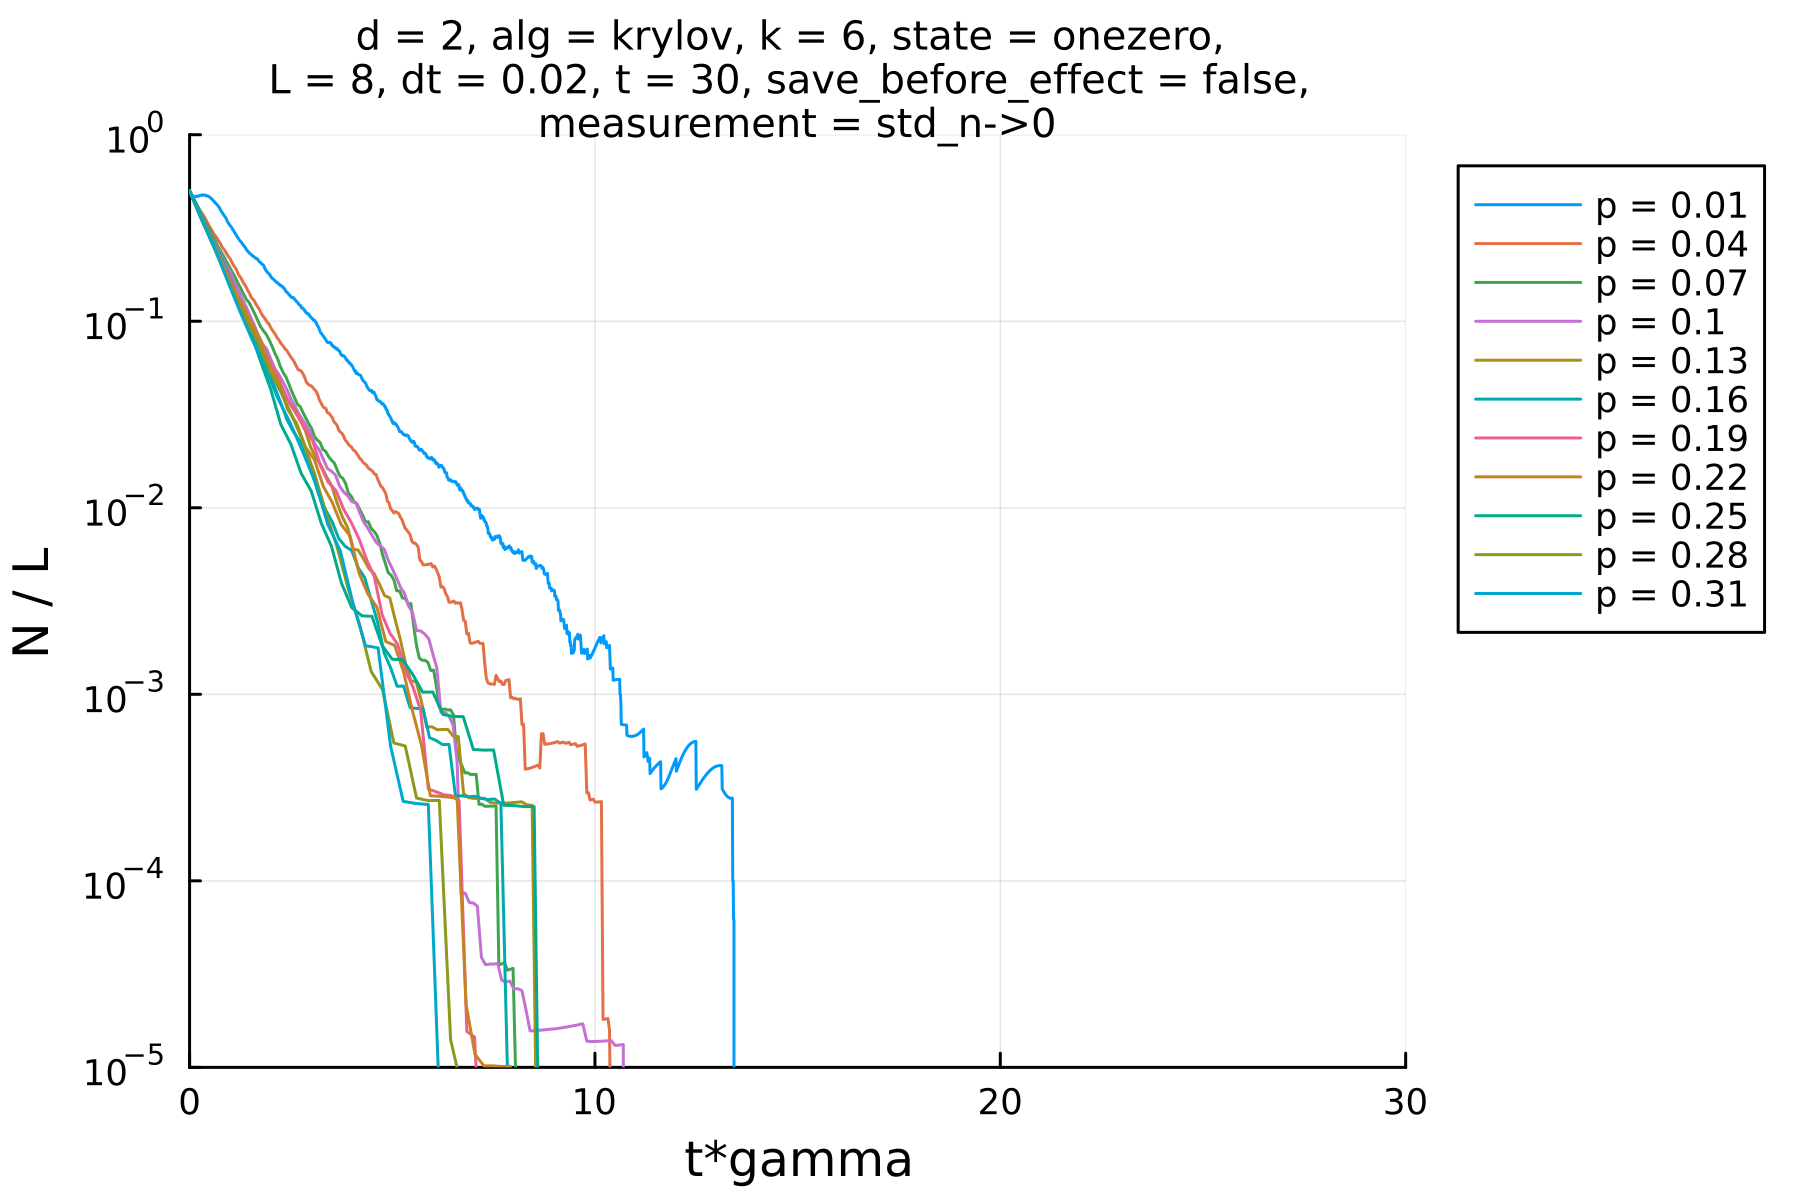 d = 2, alg = krylov, k = 6, state = onezero,
L = 8, dt = 0.02, t = 30, save_before_effect = false,
measurement = std_n->0
10⁰
10⁻¹
10⁻²
10⁻³
10⁻⁴
10⁻⁵
N / L
0 10 20 30
t*gamma
p = 0.01
p = 0.04
p = 0.07
p = 0.1
p = 0.13
p = 0.16
p = 0.19
p = 0.22
p = 0.25
p = 0.28
p = 0.31